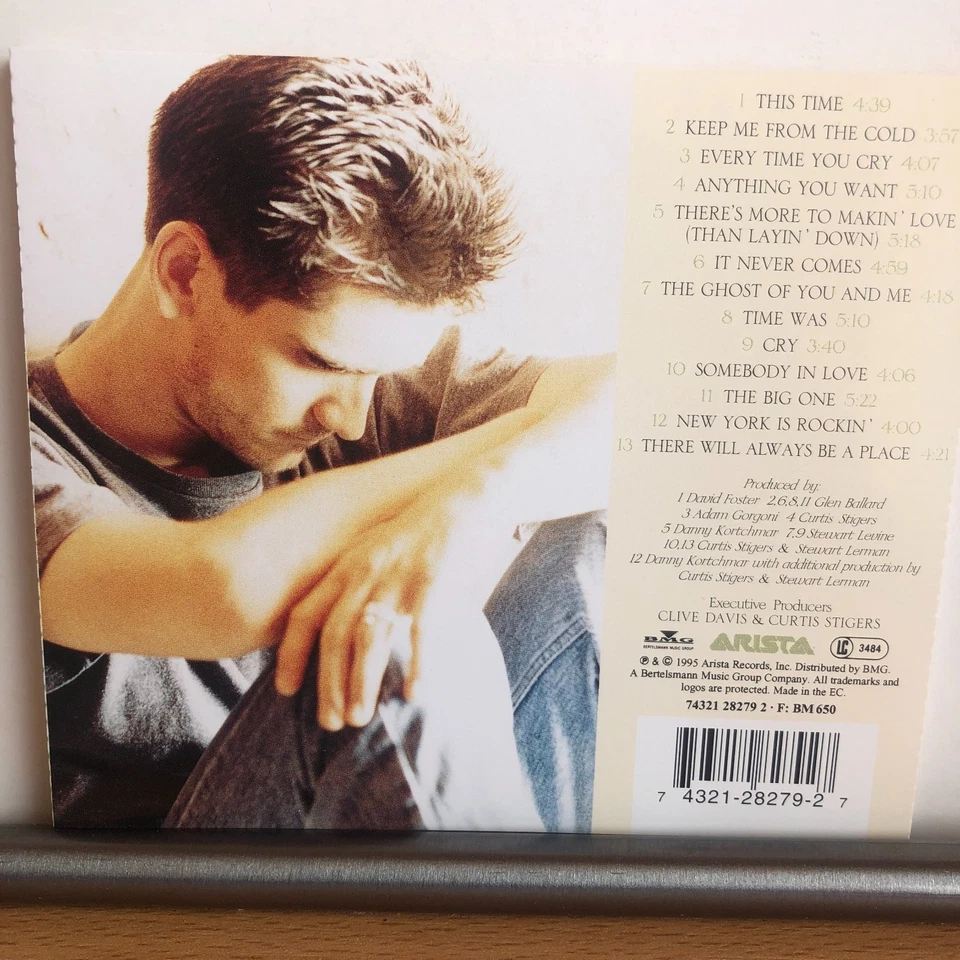 1 THIS TIME 4:39
2 KEEP ME FROM THE COLD 3:57
3 EVERY TIME YOU CRY 4:07
4 ANYTHING YOU WANT 5:10
5 THERE'S MORE TO MAKIN' LOVE
(THAN LAYIN' DOWN) 5:18
6 IT NEVER COMES 4:59
7 THE GHOST OF YOU AND ME 4:18
8 TIME WAS 5:10
9 CRY 3:40
10 SOMEBODY IN LOVE 4:06
11 THE BIG ONE 5:22
12 NEW YORK IS ROCKIN' 4:00
13 THERE WILL ALWAYS BE A PLACE 4:21
Produced by:
1 David Foster 2,6,8,11 Glen Ballard
3 Adam Gorgoni 4 Curtis Stigers
5 Danny Kortchmar 7,9 Stewart Levine
10,13 Curtis Stigers & Stewart Lerman
12 Danny Kortchmar with additional production by
Curtis Stigers & Stewart Lerman
Executive Producers
CLIVE DAVIS & CURTIS STIGERS
BMG
BERTELSMANN MUSIC GROUP
ARISTA
LC 3484
℗ & © 1995 Arista Records, Inc. Distributed by BMG.
A Bertelsmann Music Group Company. All trademarks and
logos are protected. Made in the EC.
74321 28279 2 · F: BM 650
7 4321-28279-2 7